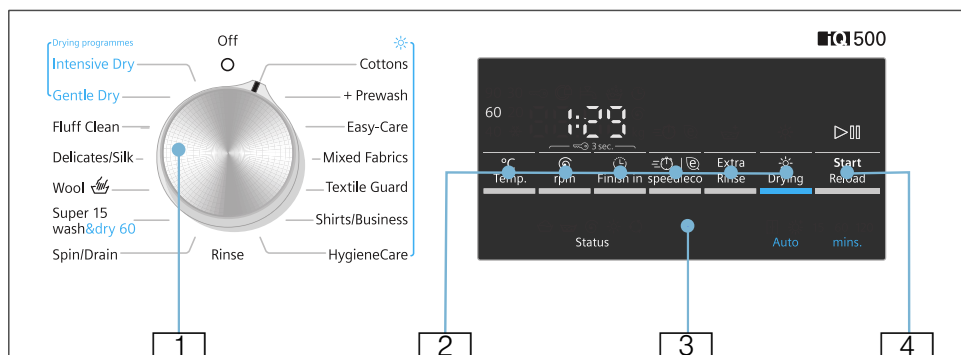 Drying programmes
Intensive Dry
Gentle Dry
Fluff Clean
Delicates/Silk
Wool
Super 15
wash&dry 60
Spin/Drain
Off
Rinse
Cottons
+ Prewash
Easy-Care
Mixed Fabrics
Textile Guard
Shirts/Business
HygieneCare
iQ500
60
1:29
3 sec.
°C
Temp.
rpm
Finish in
speed|eco
Extra
Rinse
Drying
Start
Reload
Status
Auto
mins.
1
2
3
4